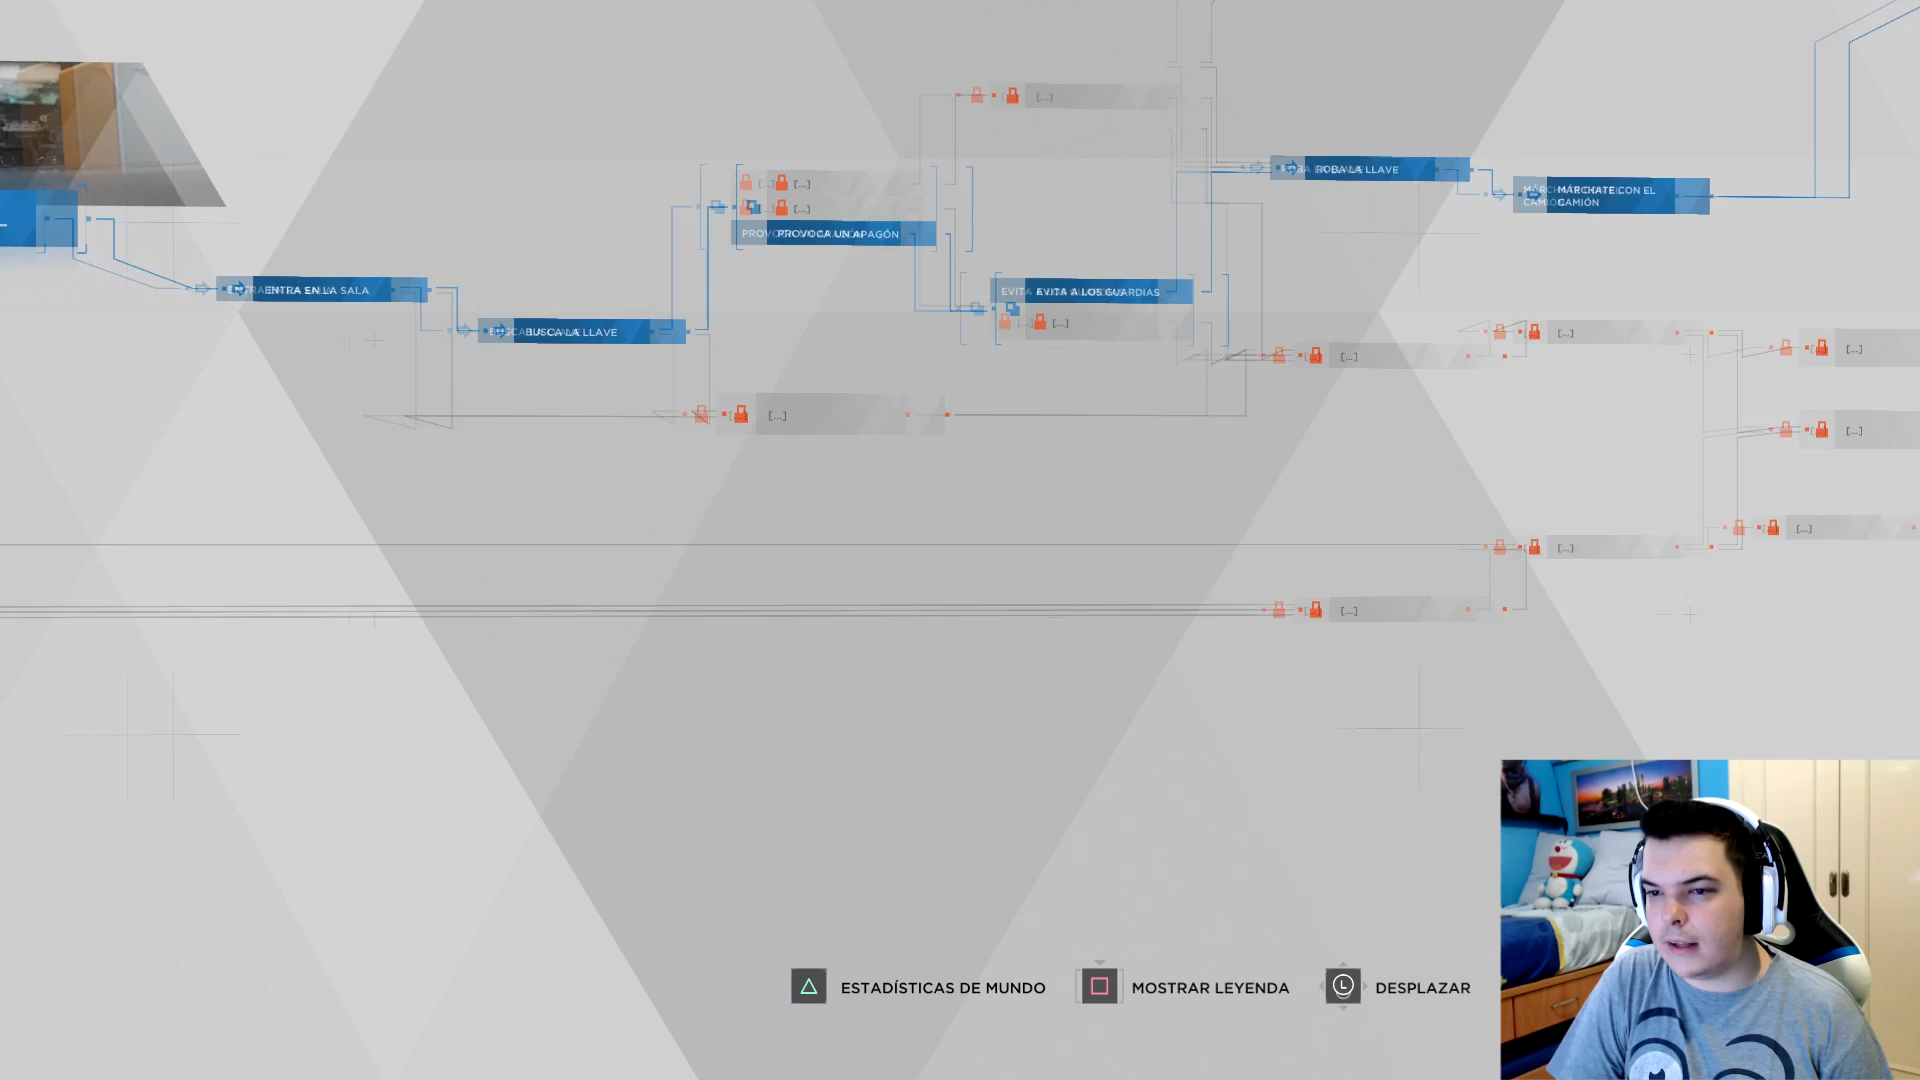 [...]
ROBA LA LLAVE
MÁRCHATE CON EL
CAMIÓN
[...]
[...]
PROVOCA UN APAGÓN
ENTRA EN LA SALA
EVITA A LOS GUARDIAS
[...]
BUSCA LA LLAVE
[...]
[...]
[...]
[...]
[...]
[...]
[...]
[...]
ESTADÍSTICAS DE MUNDO
MOSTRAR LEYENDA
L
DESPLAZAR